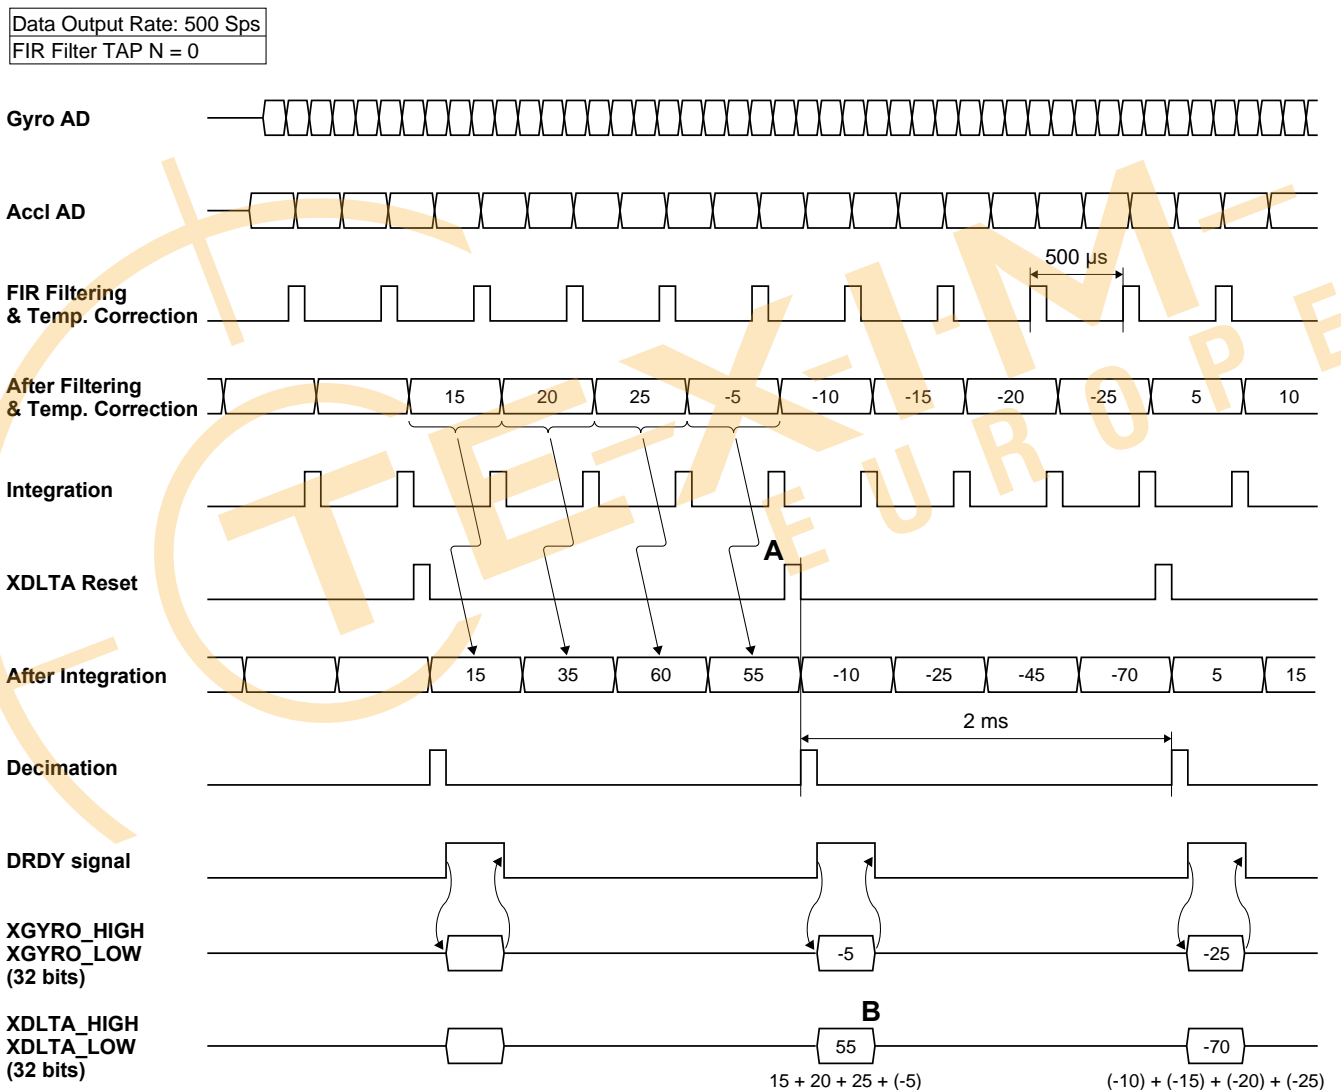 Data Output Rate: 500 Sps
FIR Filter TAP N = 0
Gyro AD
Accl AD
500 µs
FIR Filtering
& Temp. Correction
After Filtering
& Temp. Correction
15 20 25 -5 -10 -15 -20 -25 5 10
Integration
A
XDLTA Reset
After Integration
15 35 60 55 -10 -25 -45 -70 5 15
2 ms
Decimation
DRDY signal
XGYRO_HIGH
XGYRO_LOW
(32 bits)
-5 -25
B
XDLTA_HIGH
XDLTA_LOW
(32 bits)
55 -70
15 + 20 + 25 + (-5)
(-10) + (-15) + (-20) + (-25)
TEXIM
EUROPE